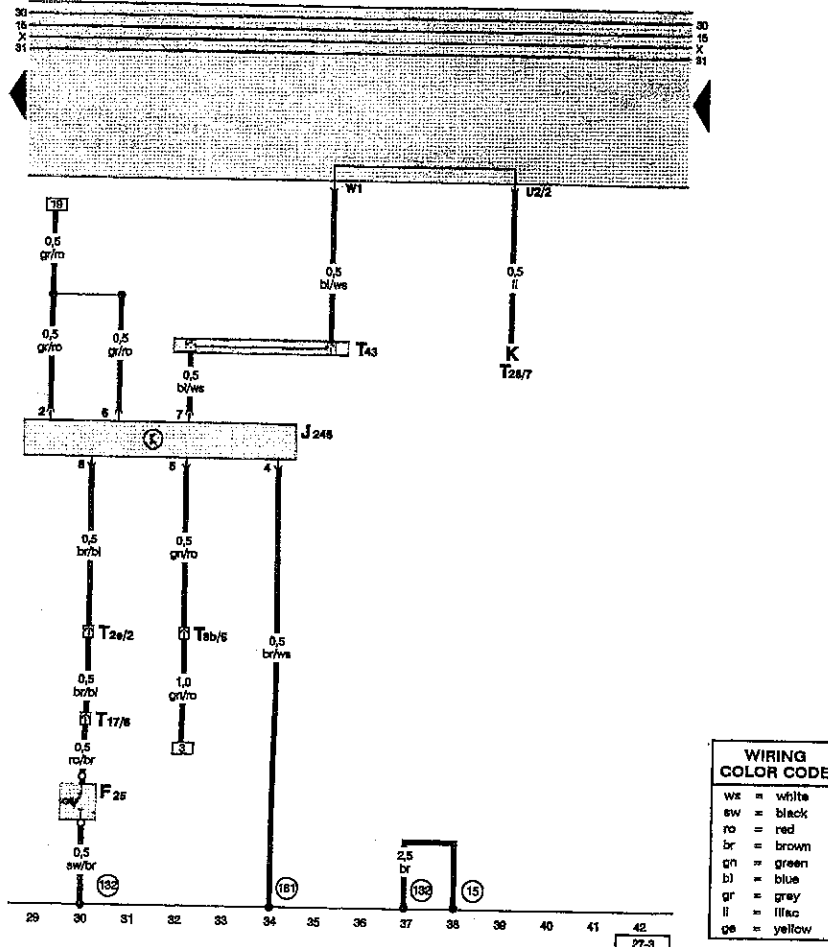 30
15
X
31
30
15
X
31
W1
U2/2
19
0,5
gr/ro
0,5
bl/ws
0,5
li
0,5
gr/ro
0,5
gr/ro
T43
K
T28/7
0,5
bl/ws
2
6
7
K
5
4
0,5
br/bl
0,5
gn/ro
0,5
br/ws
T2e/2
T8b/5
0,5
br/bl
1,0
gn/ro
T17/6
3
0,5
ro/br
F25
0,5
sw/br
132
181
2,5
br
132
15
29 30 31 32 33 34 35 36 37 38 39 40 41 42
27-3
WIRING
COLOR CODE
ws = white
sw = black
ro = red
br = brown
gn = green
bl = blue
gr = grey
li = lilac
ge = yellow